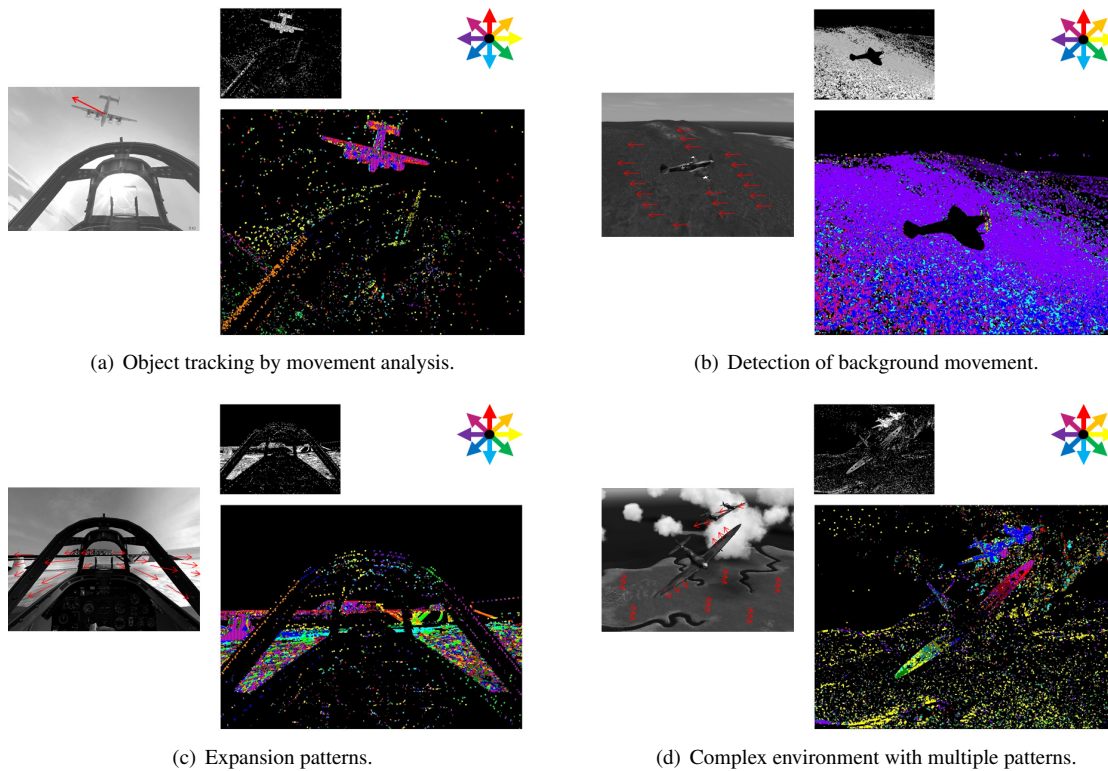 (a) Object tracking by movement analysis.
(b) Detection of background movement.
(c) Expansion patterns.
(d) Complex environment with multiple patterns.